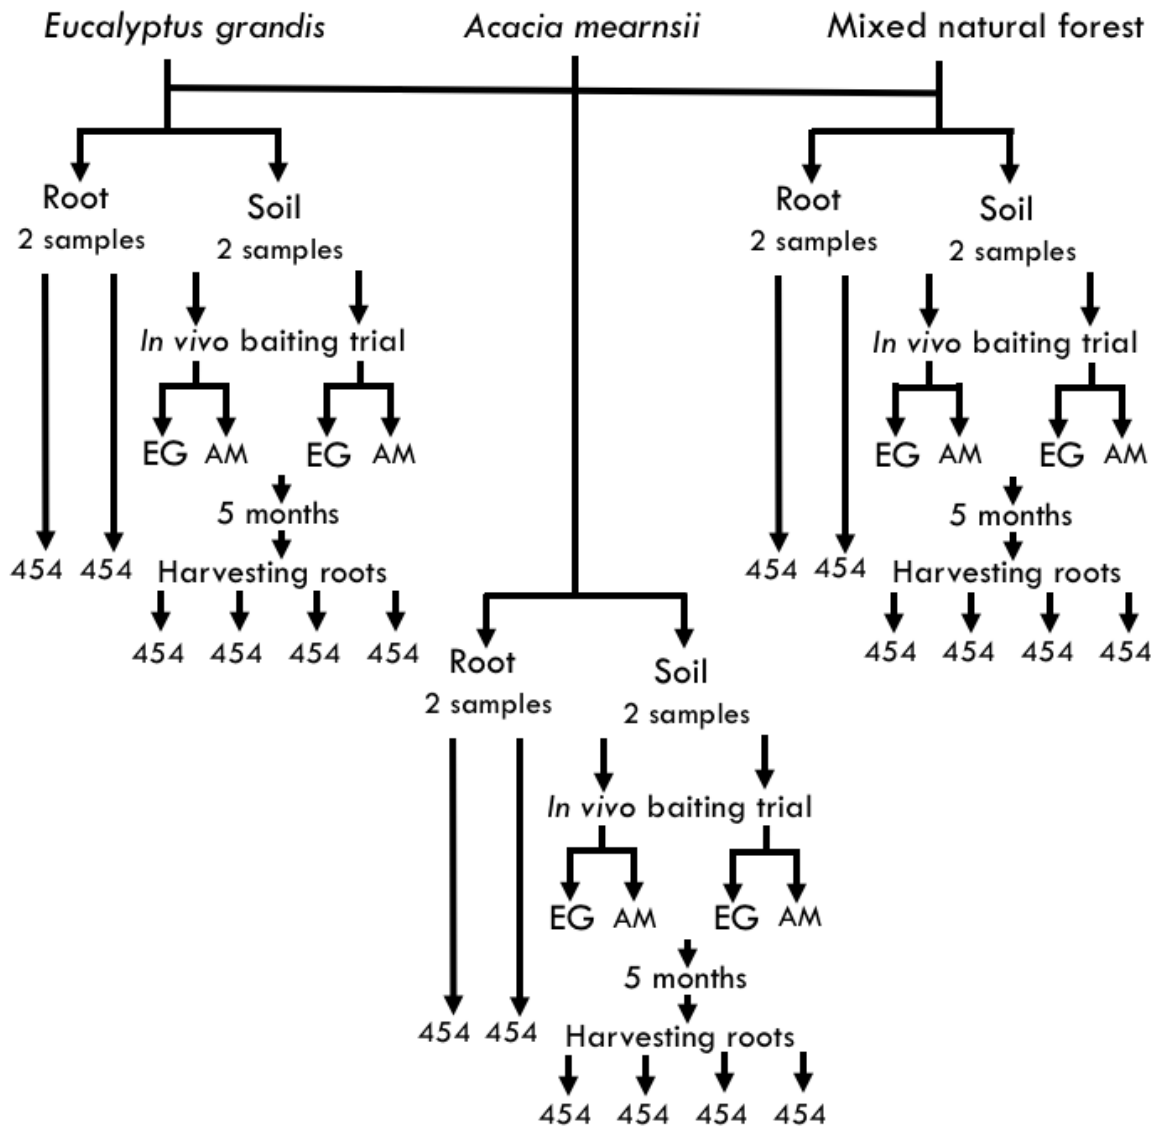 Eucalyptus grandis
Acacia mearnsii
Mixed natural forest
Root
2 samples
Soil
2 samples
In vivo baiting trial
EG AM EG AM
5 months
454 454
Harvesting roots
454 454 454 454
Root
2 samples
Soil
2 samples
In vivo baiting trial
EG AM EG AM
5 months
454 454
Harvesting roots
454 454 454 454
Root
2 samples
Soil
2 samples
In vivo baiting trial
EG AM EG AM
5 months
454 454
Harvesting roots
454 454 454 454